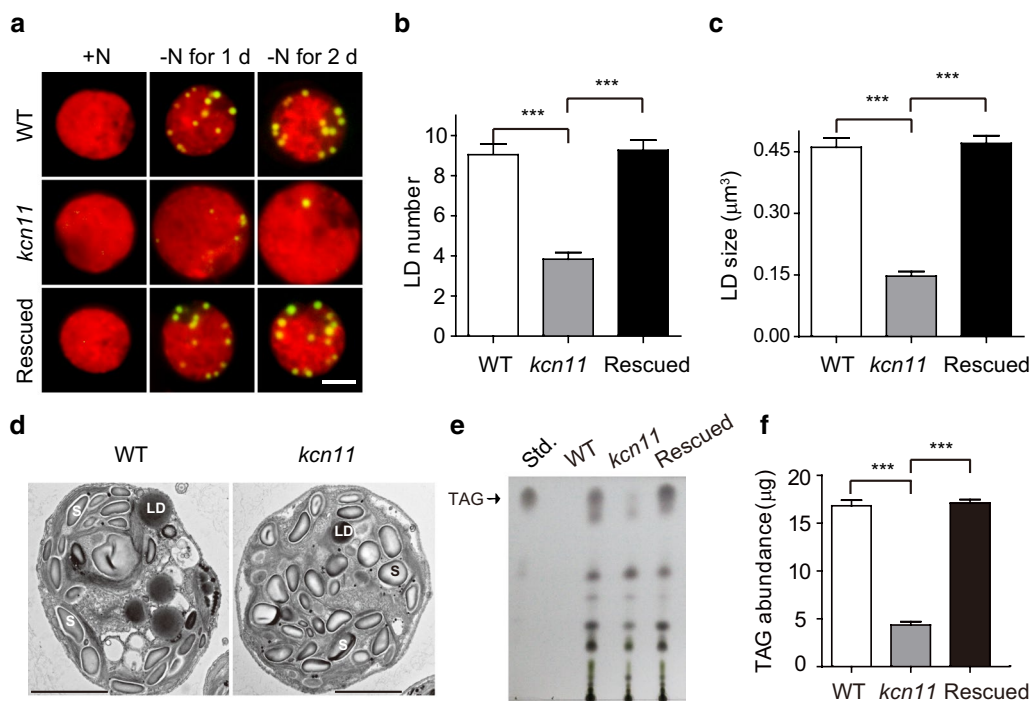 a
+N -N for 1 d -N for 2 d
WT
kcn11
Rescued
b
*** ***
LD number
10
8
6
4
2
0
WT kcn11 Rescued
c
*** ***
LD size (μm³)
0.45
0.30
0.15
0.00
WT kcn11 Rescued
d
WT kcn11
S LD
S
LD
S
S
e
Std. WT kcn11 Rescued
TAG
f
*** ***
TAG abundance (μg)
20
15
10
5
0
WT kcn11 Rescued